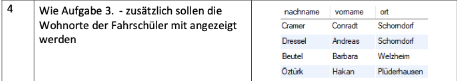 4
Wie Aufgabe 3. - zusätzlich sollen die
Wohnorte der Fahrschüler mit angezeigt
werden
nachname vorname ort
Cramer Conradt Schorndorf
Dressel Andreas Schorndorf
Beutel Barbara Welzheim
Öztürk Hakan Plüderhausen